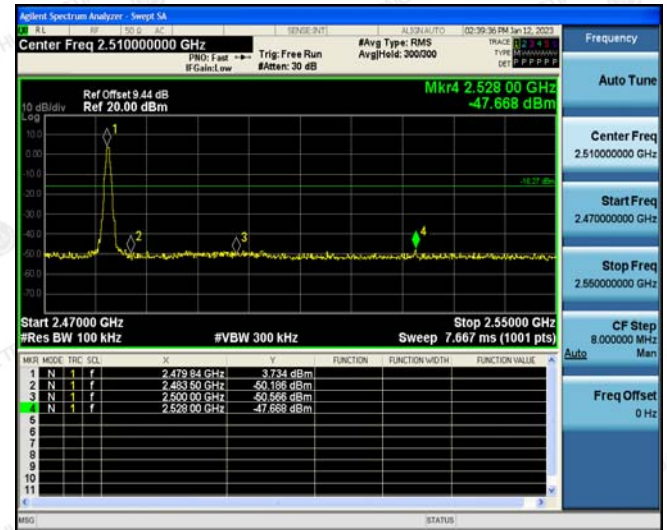 Agilent Spectrum Analyzer - Swept SA
RL RF 50 Ω AC SENSE:INT ALIGNAUTO 02:39:36 PM Jan 12, 2023
Center Freq 2.510000000 GHz
PNO: Fast
IFGain:Low
Trig: Free Run
#Atten: 30 dB
#Avg Type: RMS
Avg|Hold: 300/300
TRACE 1 2 3 4 5 6
TYPE
DET P P P P P P
Ref Offset 9.44 dB
Ref 20.00 dBm
10 dB/div
Log
Mkr4 2.528 00 GHz
-47.668 dBm
10.0
0.00
-10.0
-20.0
-30.0
-40.0
-50.0
-60.0
-70.0
1
2
3
4
-16.27 dBm
Start 2.47000 GHz
Stop 2.55000 GHz
#Res BW 100 kHz
#VBW 300 kHz
Sweep 7.667 ms (1001 pts)
MKR MODE TRC SCL X Y FUNCTION FUNCTION WIDTH FUNCTION VALUE
1 N 1 f 2.479 84 GHz 3.734 dBm
2 N 1 f 2.483 50 GHz -50.186 dBm
3 N 1 f 2.500 00 GHz -50.566 dBm
4 N 1 f 2.528 00 GHz -47.668 dBm
5
6
7
8
9
10
11
MSG
STATUS
Frequency
Auto Tune
Center Freq
2.510000000 GHz
Start Freq
2.470000000 GHz
Stop Freq
2.550000000 GHz
CF Step
8.000000 MHz
Auto Man
Freq Offset
0 Hz